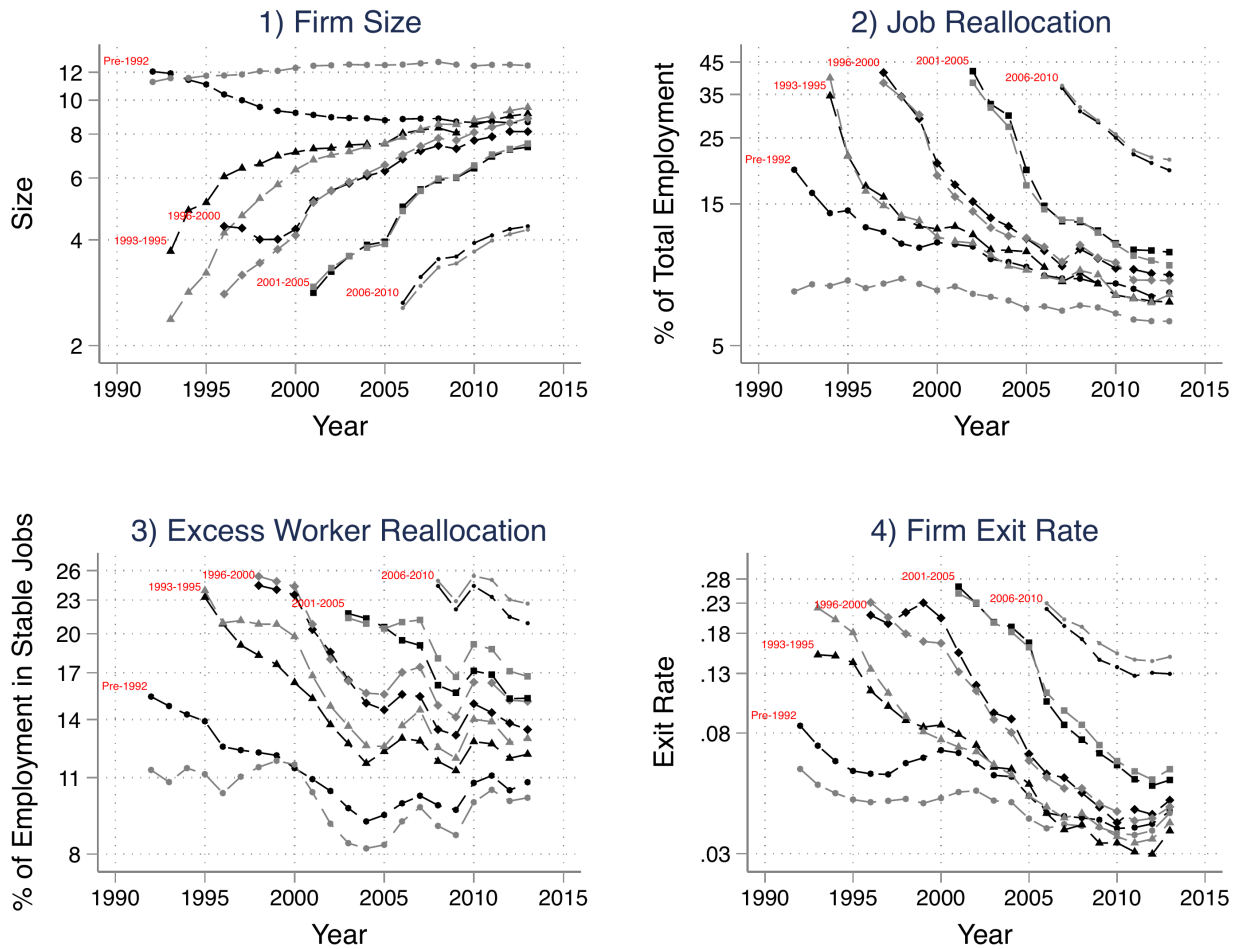 1) Firm Size
Size
12
10
8
6
4
2
Pre-1992
1996-2000
1993-1995
2001-2005
2006-2010
1990 1995 2000 2005 2010 2015
Year
2) Job Reallocation
% of Total Employment
45
35
25
15
5
1996-2000
2001-2005
2006-2010
1993-1995
Pre-1992
1990 1995 2000 2005 2010 2015
Year
3) Excess Worker Reallocation
% of Employment in Stable Jobs
26
23
20
17
14
11
8
1996-2000
2006-2010
1993-1995
2001-2005
Pre-1992
1990 1995 2000 2005 2010 2015
Year
4) Firm Exit Rate
Exit Rate
.28
.23
.18
.13
.08
.03
2001-2005
2006-2010
1996-2000
1993-1995
Pre-1992
1990 1995 2000 2005 2010 2015
Year